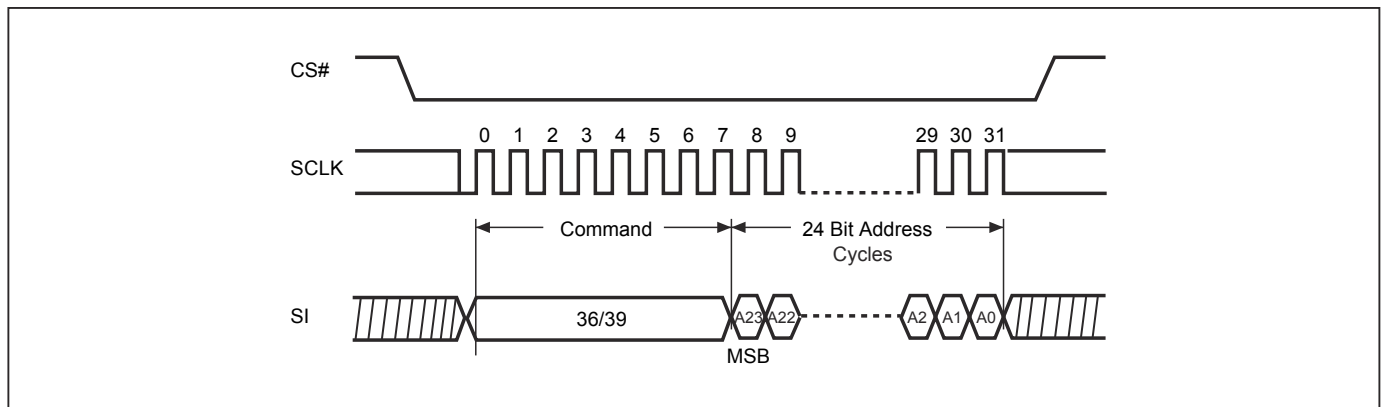 CS#
0 1 2 3 4 5 6 7 8 9 29 30 31
SCLK
Command 24 Bit Address
Cycles
SI 36/39 A23 A22 A2 A1 A0
MSB